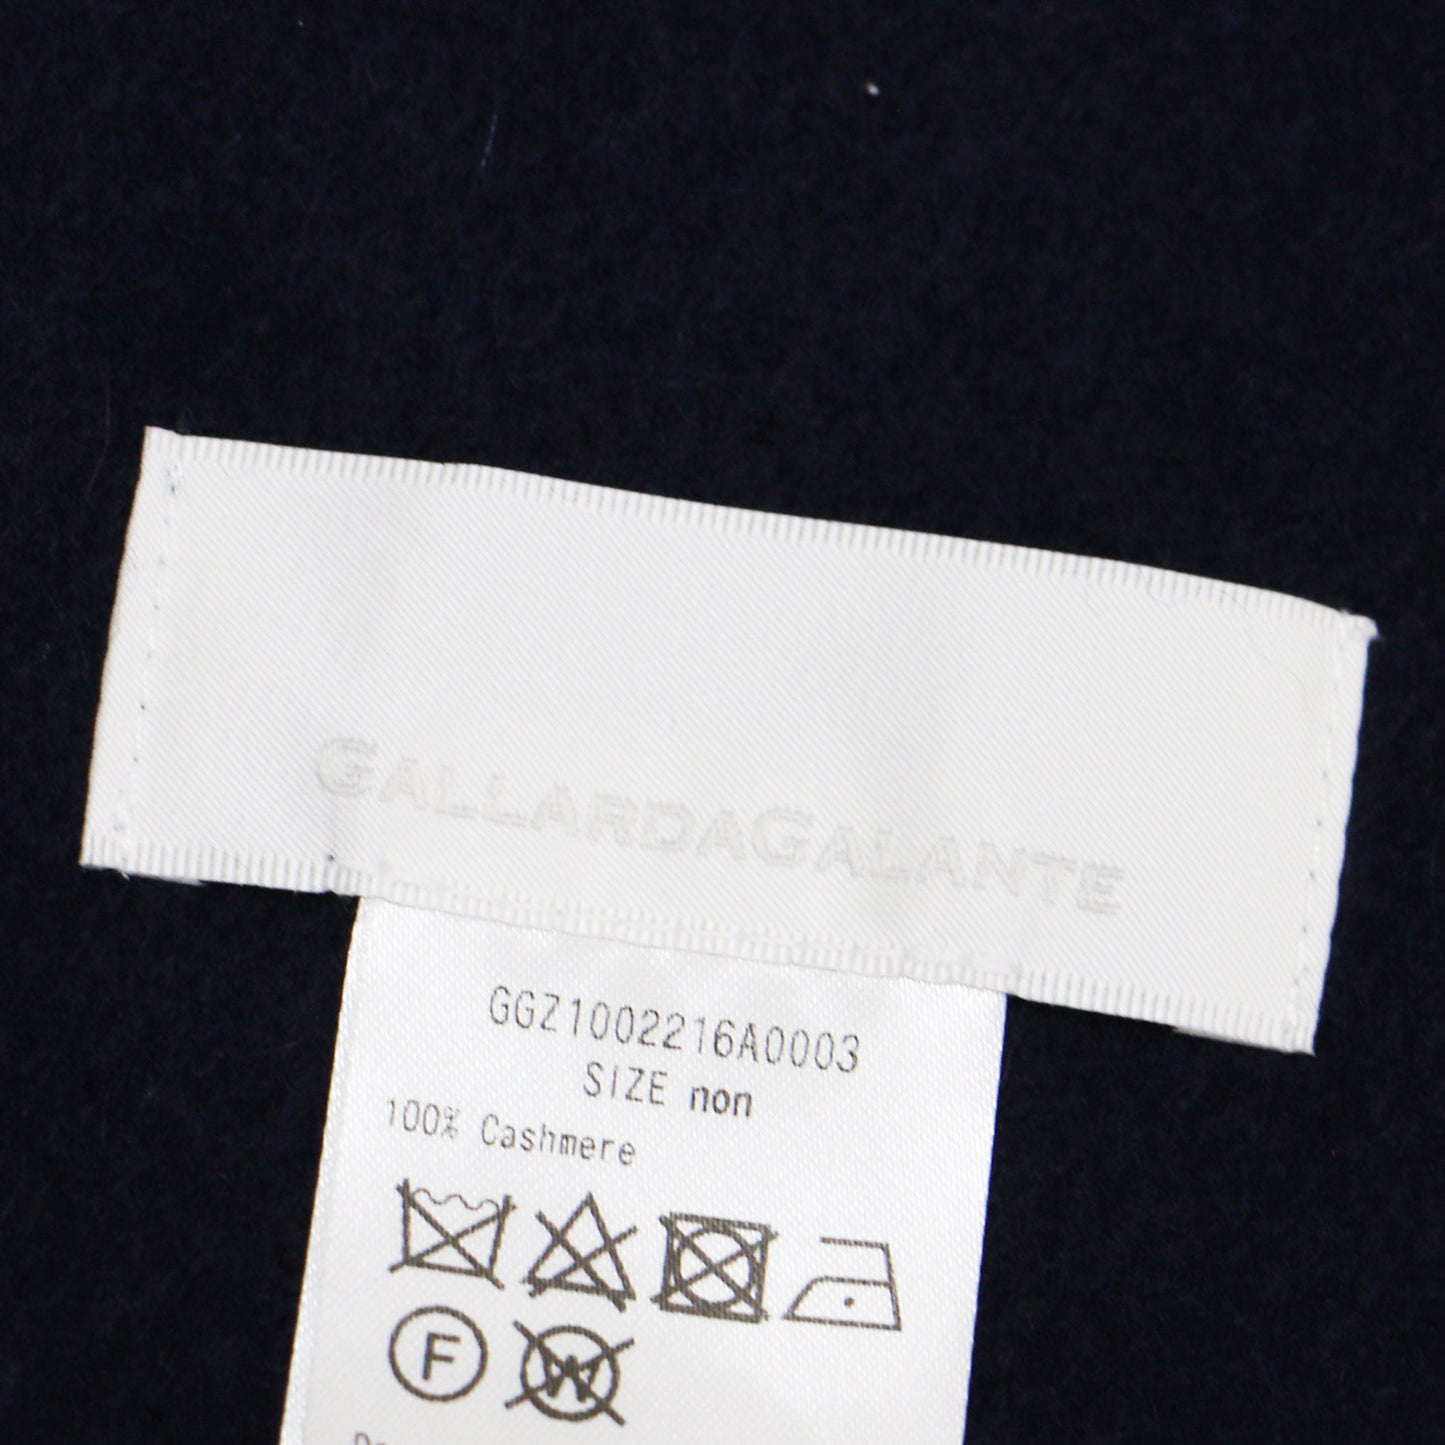 GALLARDAGALANTE
GGZ1002216A0003
SIZE non
100% Cashmere
F
W